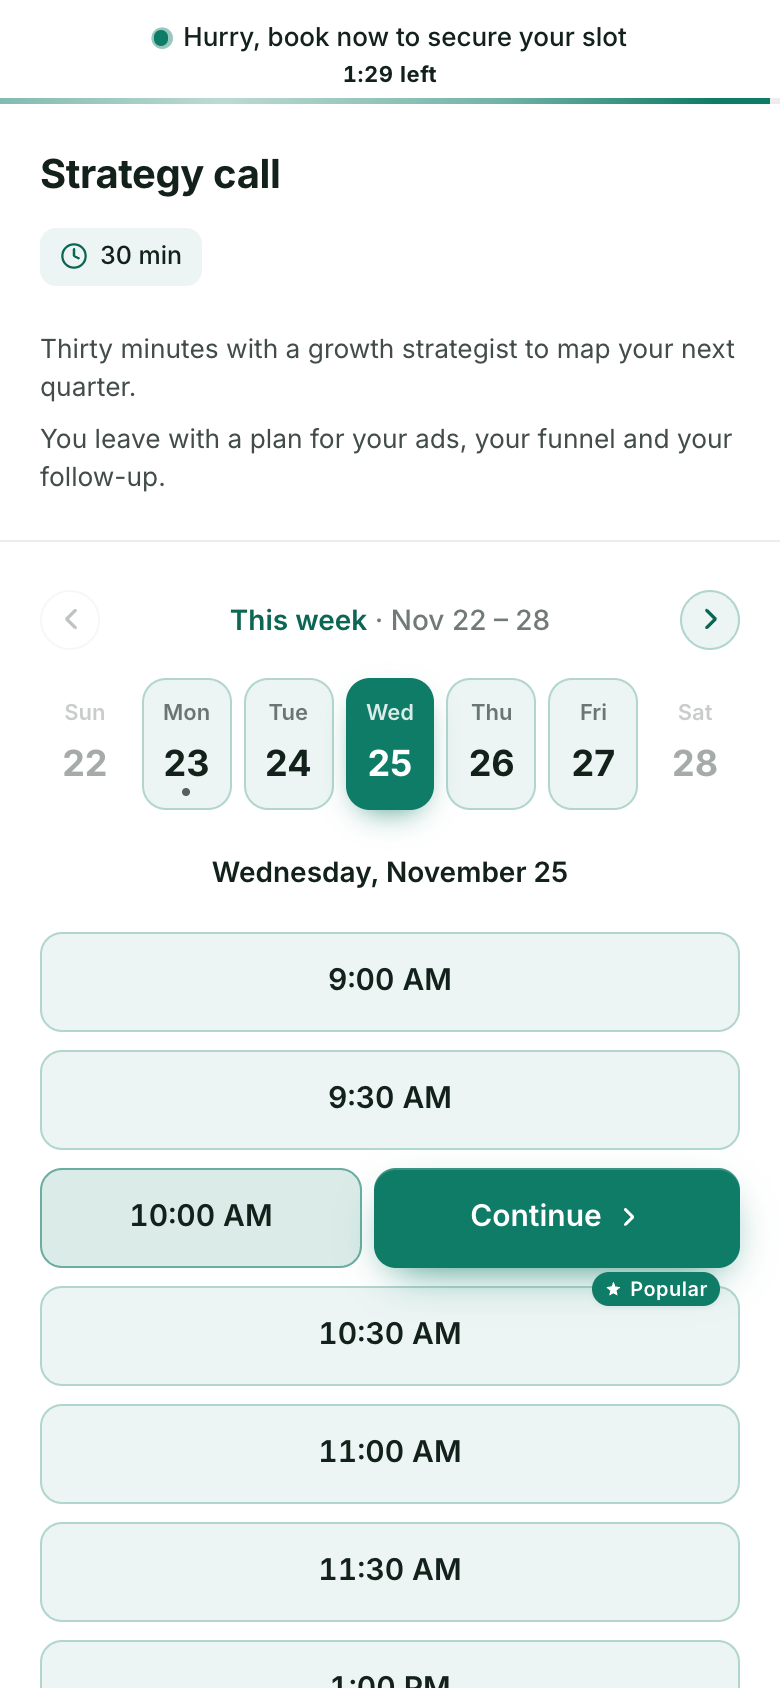 Hurry, book now to secure your slot
1:29 left
Strategy call
30 min
Thirty minutes with a growth strategist to map your next
quarter.
You leave with a plan for your ads, your funnel and your
follow-up.
This week · Nov 22 – 28
Sun Mon Tue Wed Thu Fri Sat
22 23 24 25 26 27 28
Wednesday, November 25
9:00 AM
9:30 AM
10:00 AM Continue
Popular
10:30 AM
11:00 AM
11:30 AM
1:00 PM